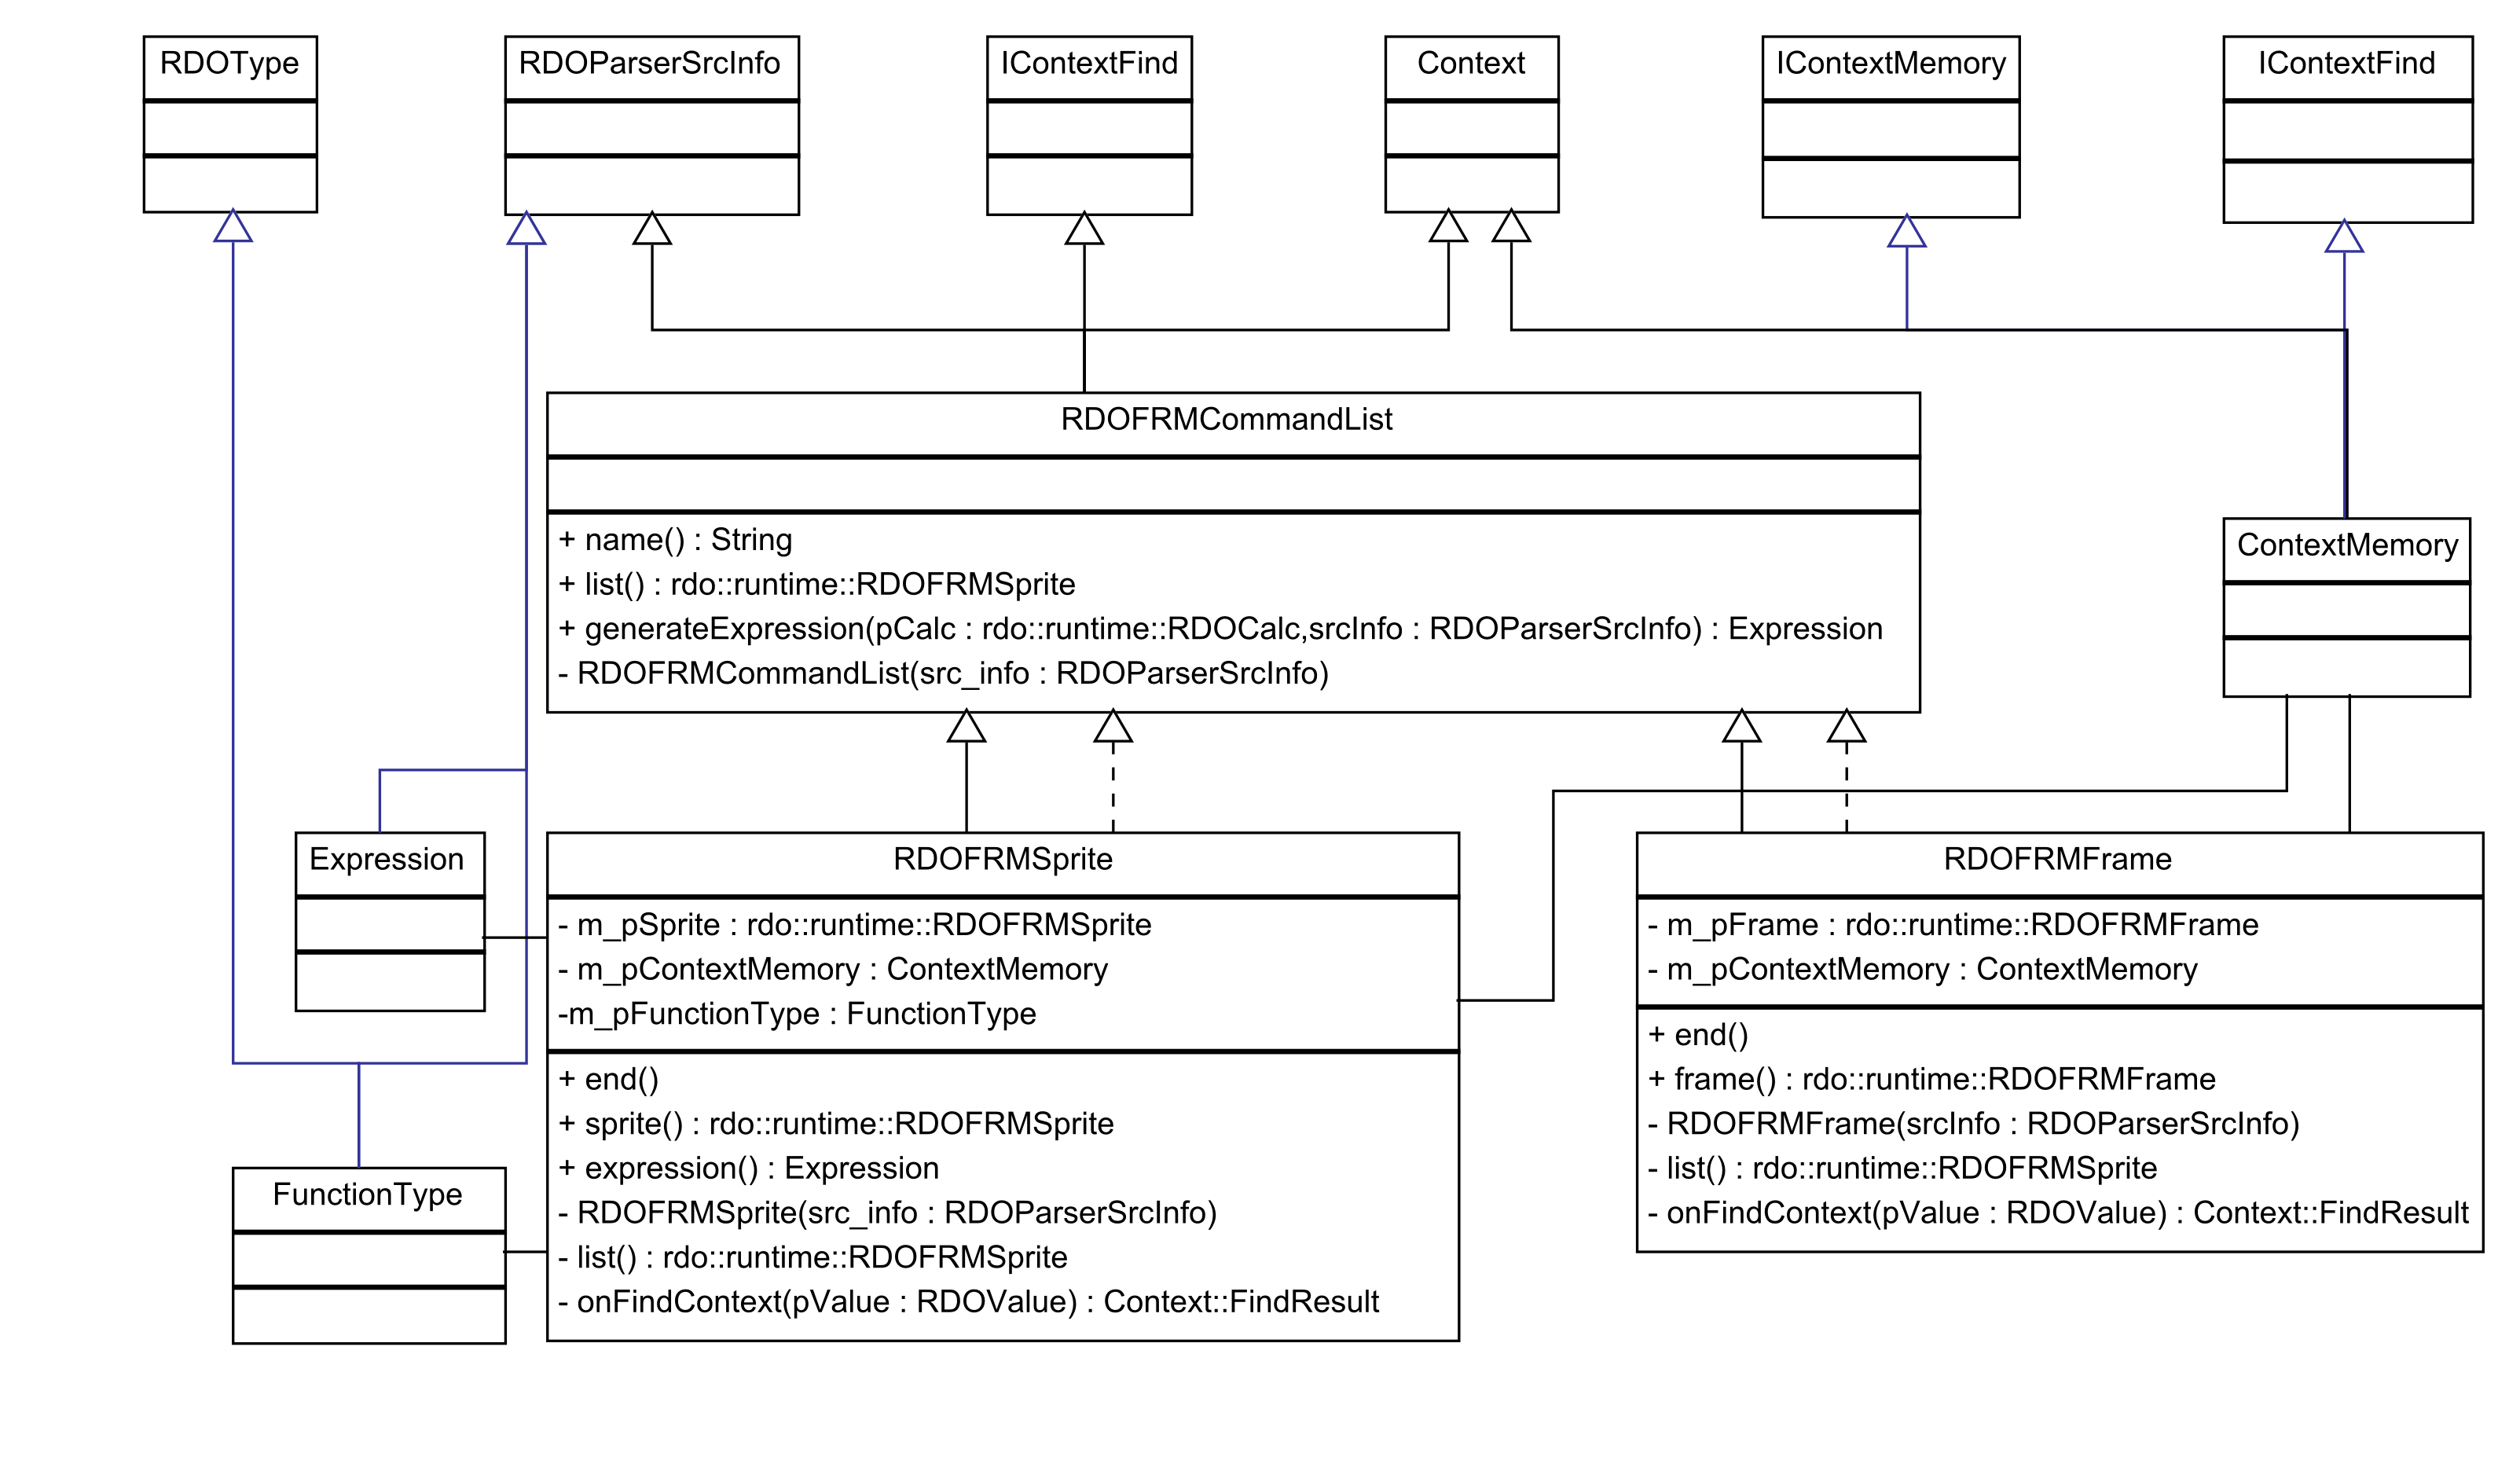 RDOType
RDOParserSrcInfo
IContextFind
Context
IContextMemory
IContextFind
RDOFRMCommandList
+ name() : String
+ list() : rdo::runtime::RDOFRMSprite
+ generateExpression(pCalc : rdo::runtime::RDOCalc,srcInfo : RDOParserSrcInfo) : Expression
- RDOFRMCommandList(src_info : RDOParserSrcInfo)
ContextMemory
Expression
RDOFRMSprite
- m_pSprite : rdo::runtime::RDOFRMSprite
- m_pContextMemory : ContextMemory
-m_pFunctionType : FunctionType
+ end()
+ sprite() : rdo::runtime::RDOFRMSprite
+ expression() : Expression
- RDOFRMSprite(src_info : RDOParserSrcInfo)
- list() : rdo::runtime::RDOFRMSprite
- onFindContext(pValue : RDOValue) : Context::FindResult
RDOFRMFrame
- m_pFrame : rdo::runtime::RDOFRMFrame
- m_pContextMemory : ContextMemory
+ end()
+ frame() : rdo::runtime::RDOFRMFrame
- RDOFRMFrame(srcInfo : RDOParserSrcInfo)
- list() : rdo::runtime::RDOFRMSprite
- onFindContext(pValue : RDOValue) : Context::FindResult
FunctionType